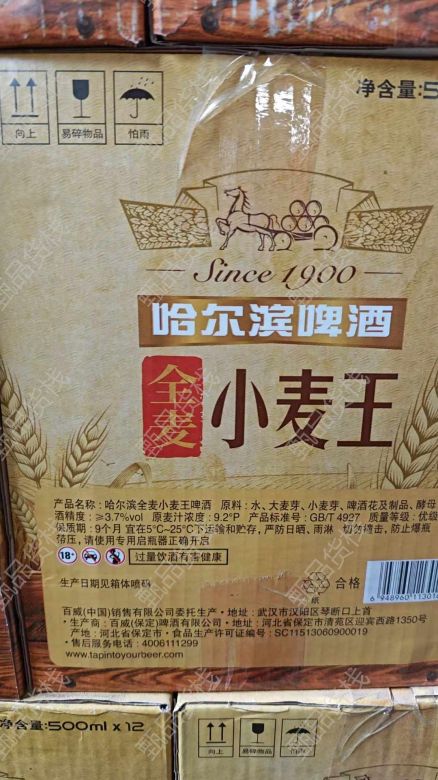 向上
易碎物品
怕雨
净含量:5
Since 1900
哈尔滨啤酒
全麦
小麦王
产品名称:哈尔滨全麦小麦王啤酒 原料:水、大麦芽、小麦芽、啤酒花及制品、酵母
酒精度:≥3.7%vol 原麦汁浓度:9.2°P 产品标准号:GB/T 4927 质量等级:优级
保质期:9个月 宜在5°C~25°C下运输和贮存,严防日晒、雨淋 切勿撞击,防止爆瓶
带压,请使用专用启瓶器正确开启
18+
过量饮酒有害健康
生产日期见箱体喷码
纸
合格
6 948960 113016
百威(中国)销售有限公司委托生产·地址:武汉市汉阳区琴断口上首
·生产商:百威(保定)啤酒有限公司·地址:河北省保定市清苑区迎宾西路1350号
·产地:河北省保定市·食品生产许可证编号:SC11513060900019
·售后服务电话:4006111299
www.tapintoyourbeer.com
净含量:500ml x 12
向上
易碎物品
怕雨